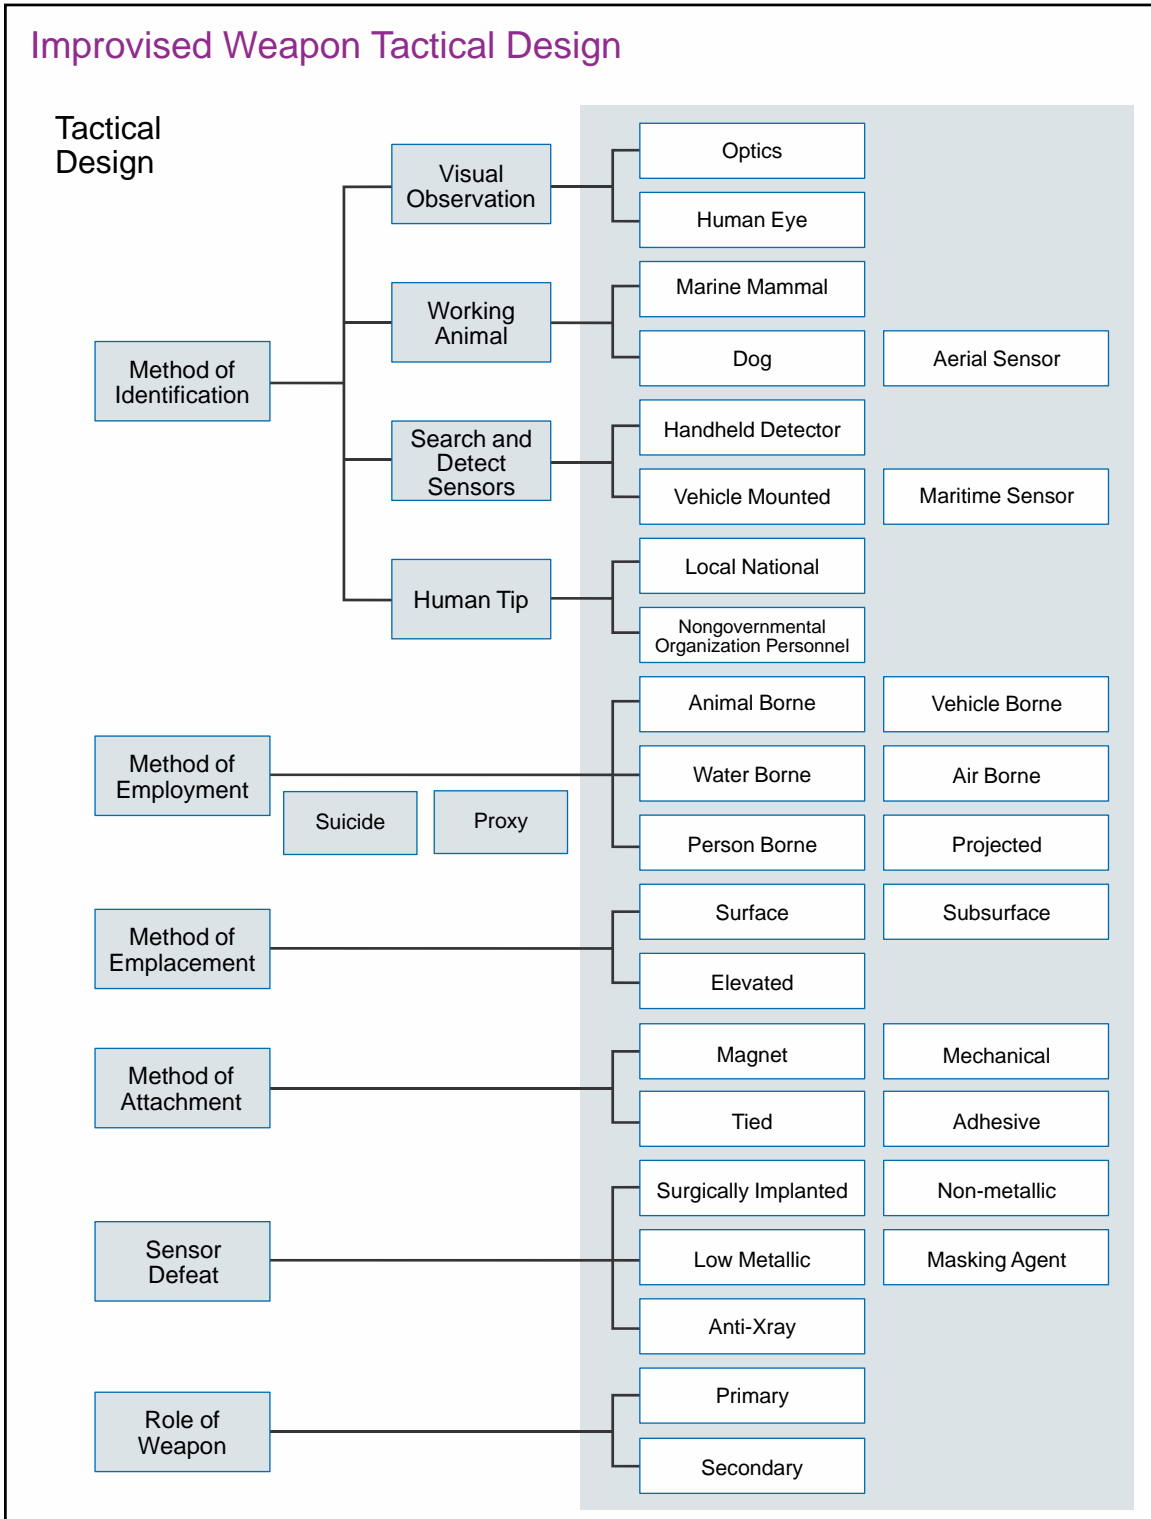 Improvised Weapon Tactical Design
Tactical
Design
Method of
Identification
Visual
Observation
Optics
Human Eye
Working
Animal
Marine Mammal
Dog
Aerial Sensor
Search and
Detect
Sensors
Handheld Detector
Vehicle Mounted
Maritime Sensor
Human Tip
Local National
Nongovernmental
Organization Personnel
Method of
Employment
Suicide
Proxy
Animal Borne
Vehicle Borne
Water Borne
Air Borne
Person Borne
Projected
Method of
Emplacement
Surface
Subsurface
Elevated
Method of
Attachment
Magnet
Mechanical
Tied
Adhesive
Sensor
Defeat
Surgically Implanted
Non-metallic
Low Metallic
Masking Agent
Anti-Xray
Role of
Weapon
Primary
Secondary